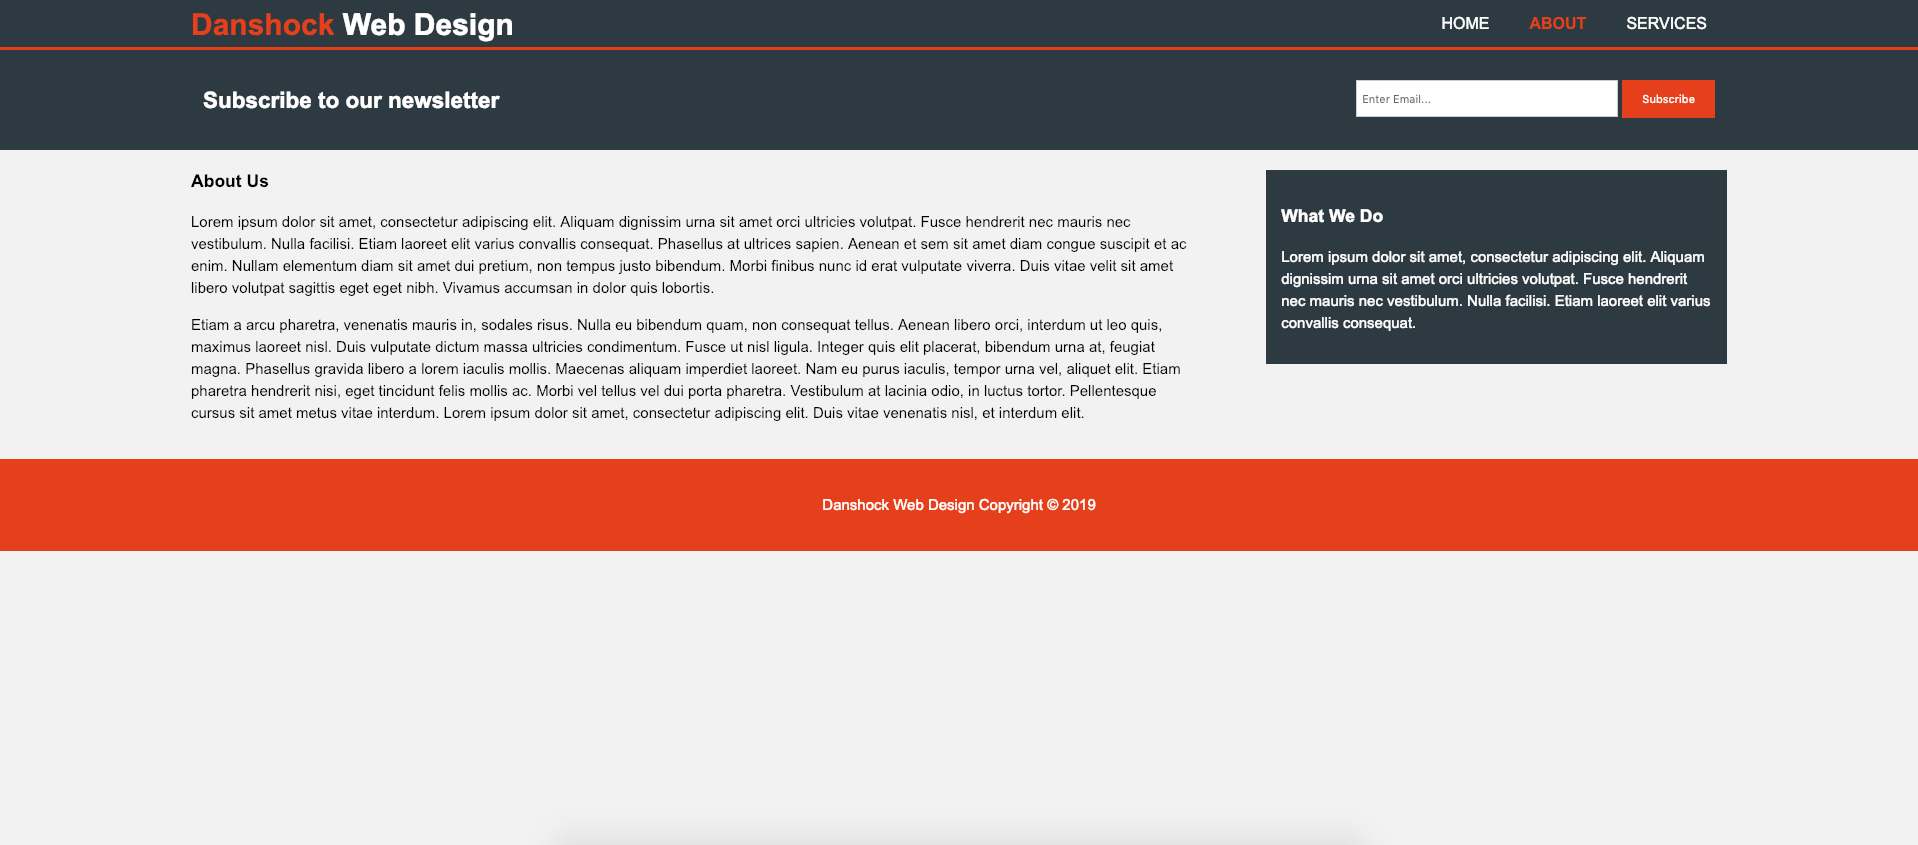 Danshock Web Design
HOME ABOUT SERVICES
Subscribe to our newsletter
Enter Email...
Subscribe
About Us
Lorem ipsum dolor sit amet, consectetur adipiscing elit. Aliquam dignissim urna sit amet orci ultricies volutpat. Fusce hendrerit nec mauris nec
vestibulum. Nulla facilisi. Etiam laoreet elit varius convallis consequat. Phasellus at ultrices sapien. Aenean et sem sit amet diam congue suscipit et ac
enim. Nullam elementum diam sit amet dui pretium, non tempus justo bibendum. Morbi finibus nunc id erat vulputate viverra. Duis vitae velit sit amet
libero volutpat sagittis eget eget nibh. Vivamus accumsan in dolor quis lobortis.
Etiam a arcu pharetra, venenatis mauris in, sodales risus. Nulla eu bibendum quam, non consequat tellus. Aenean libero orci, interdum ut leo quis,
maximus laoreet nisl. Duis vulputate dictum massa ultricies condimentum. Fusce ut nisl ligula. Integer quis elit placerat, bibendum urna at, feugiat
magna. Phasellus gravida libero a lorem iaculis mollis. Maecenas aliquam imperdiet laoreet. Nam eu purus iaculis, tempor urna vel, aliquet elit. Etiam
pharetra hendrerit nisi, eget tincidunt felis mollis ac. Morbi vel tellus vel dui porta pharetra. Vestibulum at lacinia odio, in luctus tortor. Pellentesque
cursus sit amet metus vitae interdum. Lorem ipsum dolor sit amet, consectetur adipiscing elit. Duis vitae venenatis nisl, et interdum elit.
What We Do
Lorem ipsum dolor sit amet, consectetur adipiscing elit. Aliquam
dignissim urna sit amet orci ultricies volutpat. Fusce hendrerit
nec mauris nec vestibulum. Nulla facilisi. Etiam laoreet elit varius
convallis consequat.
Danshock Web Design Copyright © 2019